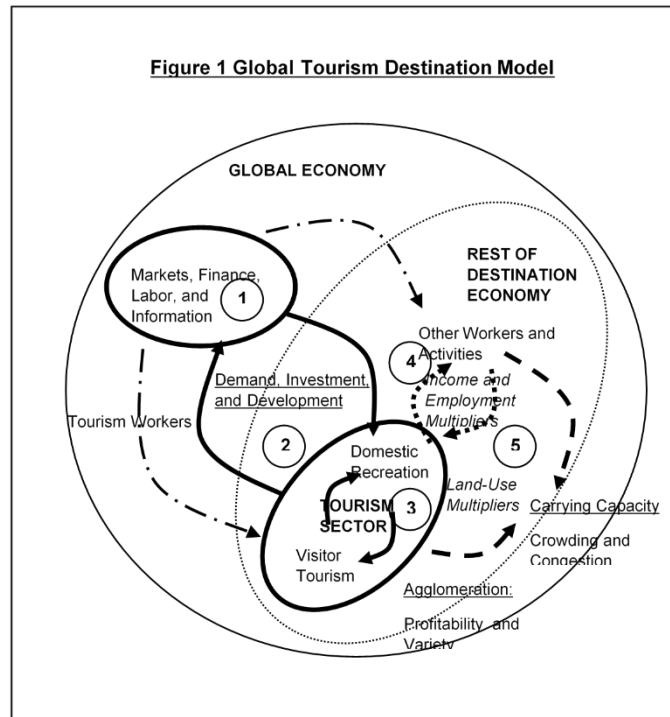 Figure 1 Global Tourism Destination Model
GLOBAL ECONOMY
REST OF
DESTINATION
ECONOMY
Markets, Finance,
Labor, and
Information
1
Other Workers and
Activities
4
Income and
Employment
Multipliers
Demand, Investment,
and Development
Tourism Workers
2
5
Domestic
Recreation
Land-Use
Multipliers
TOURISM
SECTOR
3
Carrying Capacity
Crowding and
Congestion
Visitor
Tourism
Agglomeration:
Profitability, and
Variety